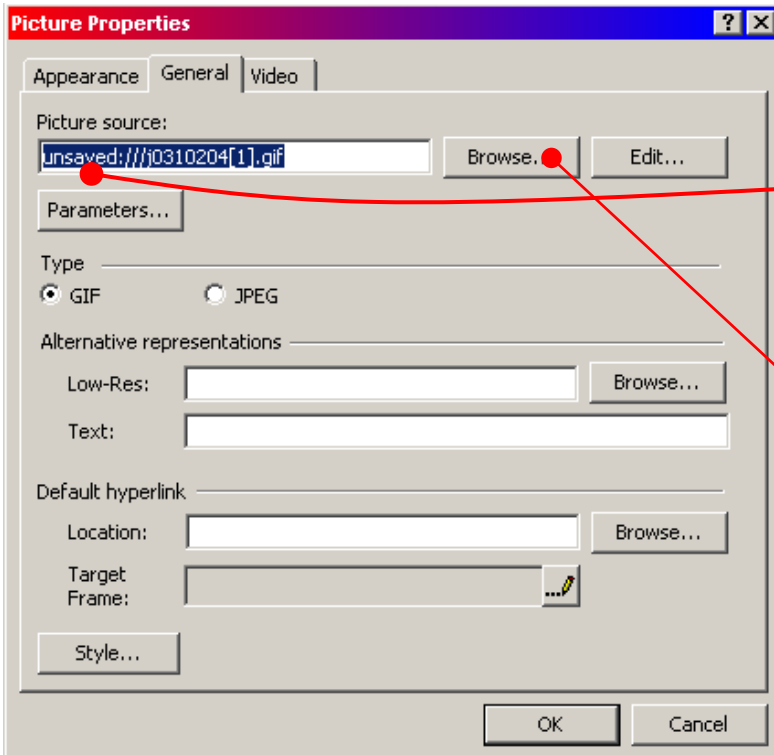 Picture Properties
Appearance General Video
Picture source:
unsaved:///j0310204[1].gif Browse... Edit...
Parameters...
Type
GIF JPEG
Alternative representations
Low-Res: Browse...
Text:
Default hyperlink
Location: Browse...
Target
Frame: ...
Style...
OK Cancel